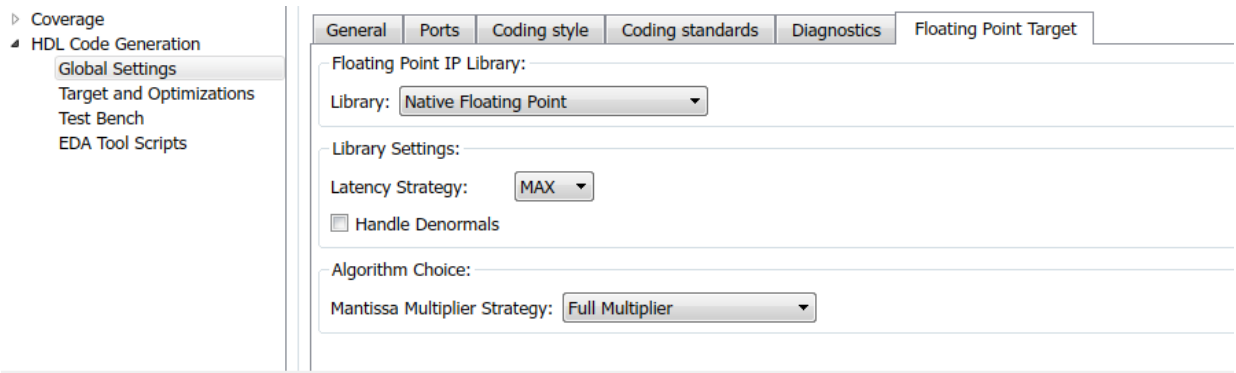 Coverage
HDL Code Generation
Global Settings
Target and Optimizations
Test Bench
EDA Tool Scripts
General Ports Coding style Coding standards Diagnostics Floating Point Target
Floating Point IP Library:
Library: Native Floating Point
Library Settings:
Latency Strategy: MAX
Handle Denormals
Algorithm Choice:
Mantissa Multiplier Strategy: Full Multiplier